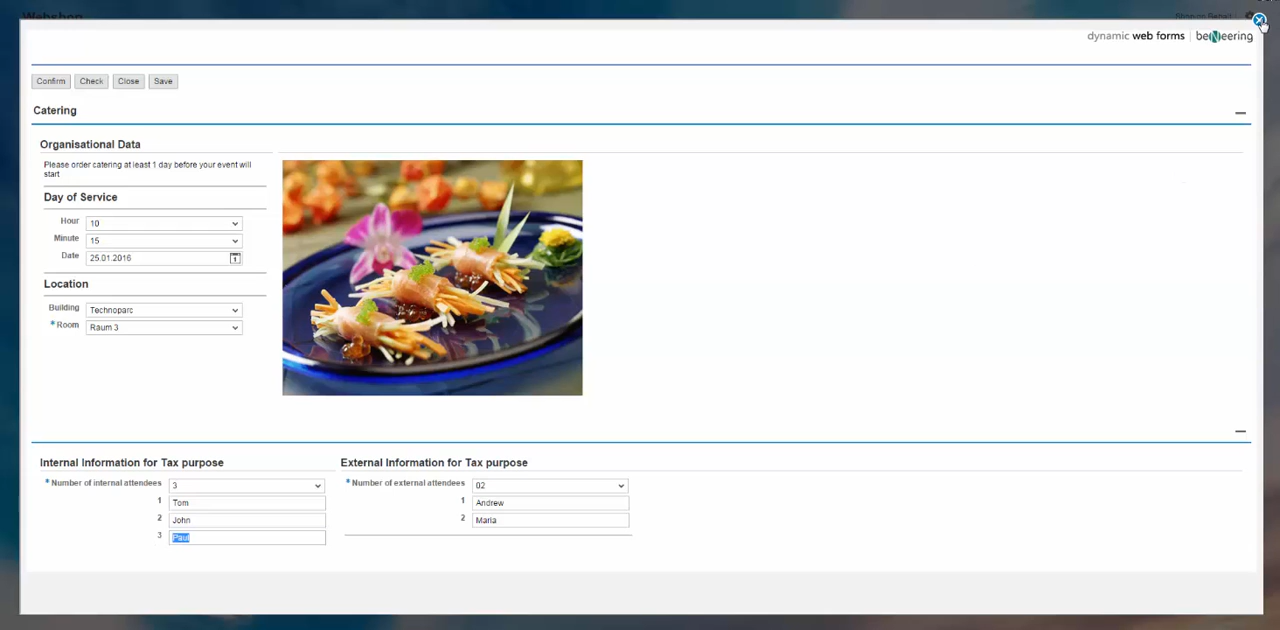 Webshop
dynamic web forms | beNeering
Confirm Check Close Save
Catering
Organisational Data
Please order catering at least 1 day before your event will
start
Day of Service
Hour 10
Minute 15
Date 25.01.2016 1
Location
Building Technoparc
* Room Raum 3
Internal Information for Tax purpose
* Number of internal attendees 3
1 Tom
2 John
3 Paul
External Information for Tax purpose
* Number of external attendees 02
1 Andrew
2 Maria